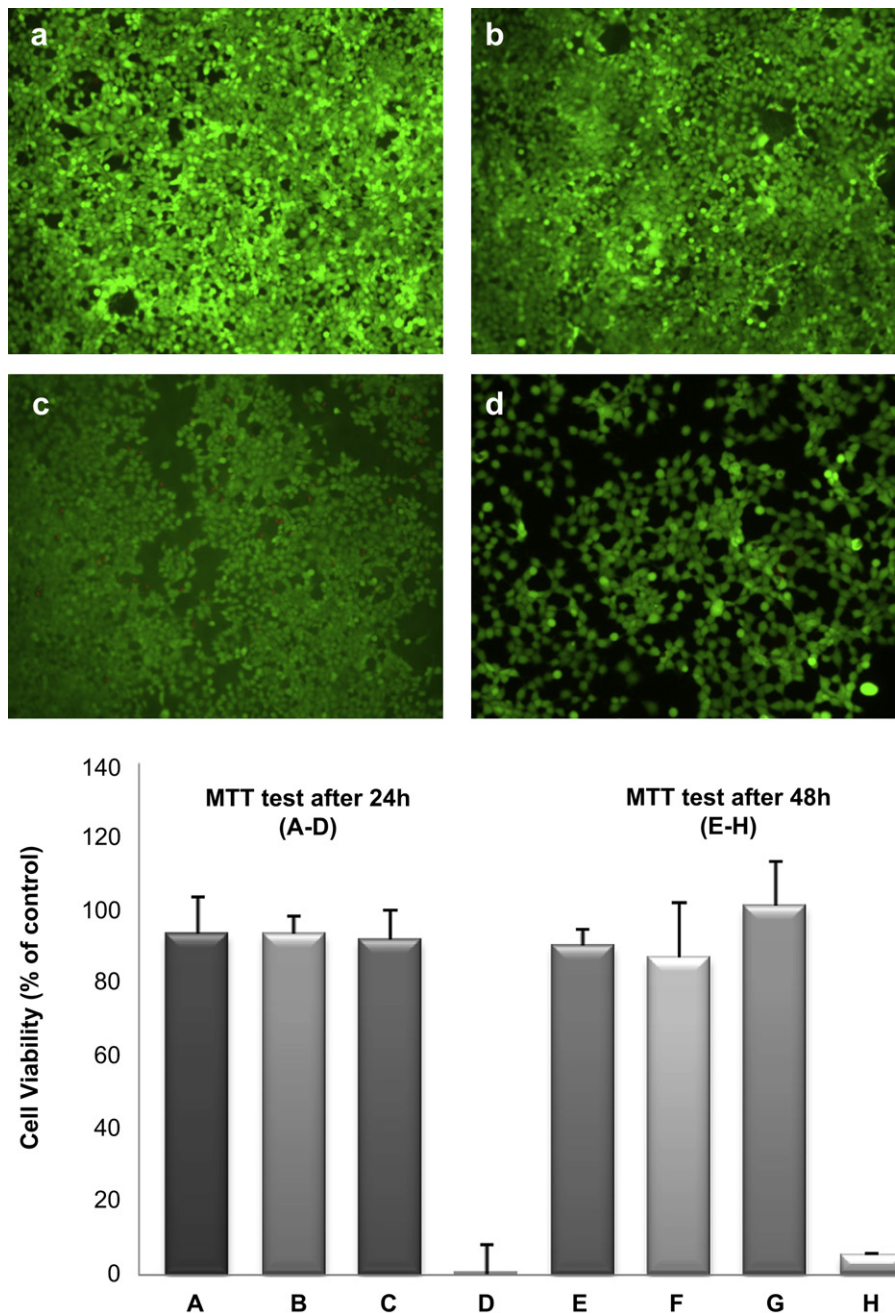 a
b
c
d
140
120
100
80
60
40
20
0
Cell Viability (% of control)
MTT test after 24h
(A-D)
MTT test after 48h
(E-H)
A B C D E F G H